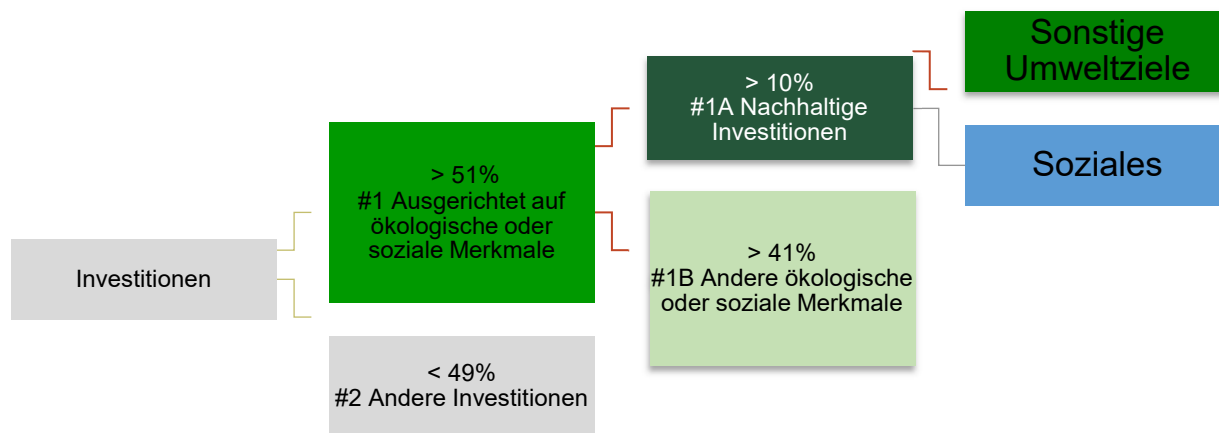 Investitionen
> 51%
#1 Ausgerichtet auf
ökologische oder
soziale Merkmale
< 49%
#2 Andere Investitionen
> 10%
#1A Nachhaltige
Investitionen
> 41%
#1B Andere ökologische
oder soziale Merkmale
Sonstige
Umweltziele
Soziales